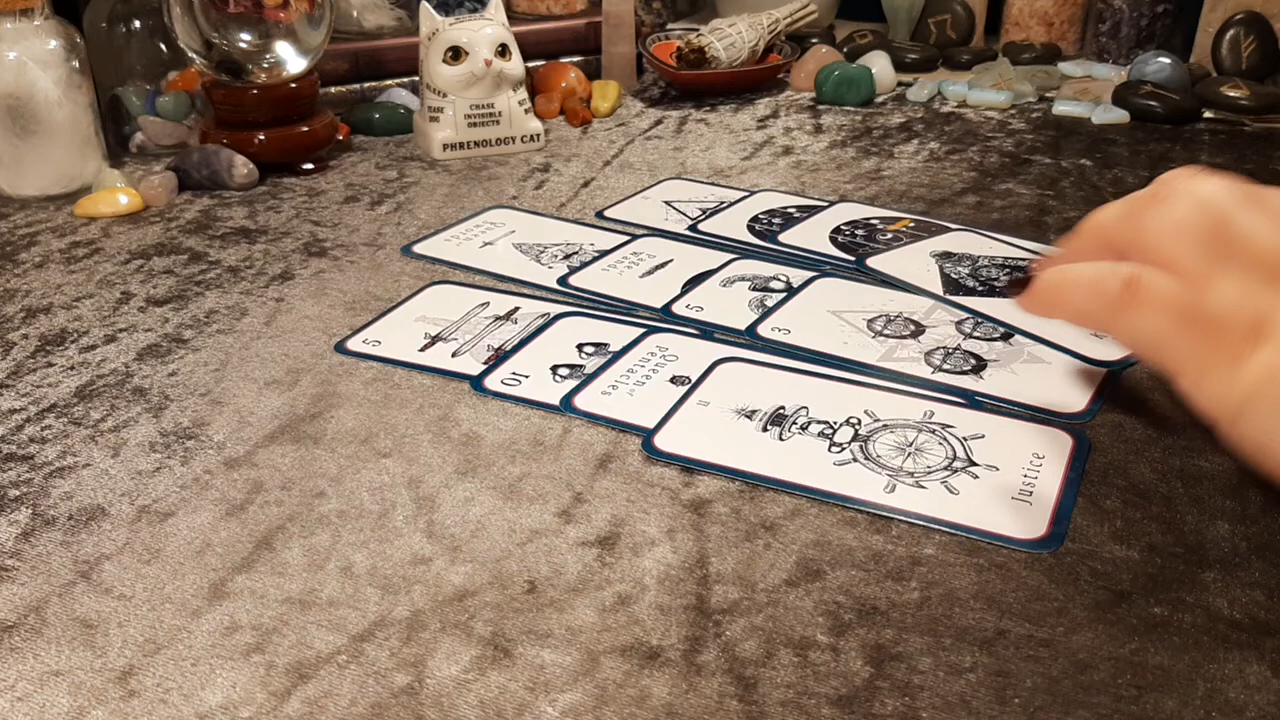 CHASE
INVISIBLE
OBJECTS
PHRENOLOGY CAT
Queen of
Swords
Page of
Wands
5
3
5
10
Queen of
Pentacles
11
Justice